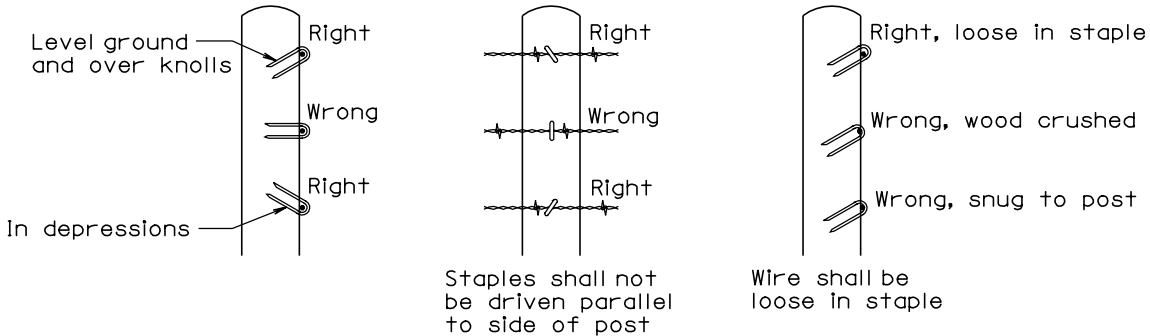 Right
Level ground
and over knolls
Wrong
Right
In depressions
Right
Wrong
Right
Staples shall not
be driven parallel
to side of post
Right, loose in staple
Wrong, wood crushed
Wrong, snug to post
Wire shall be
loose in staple